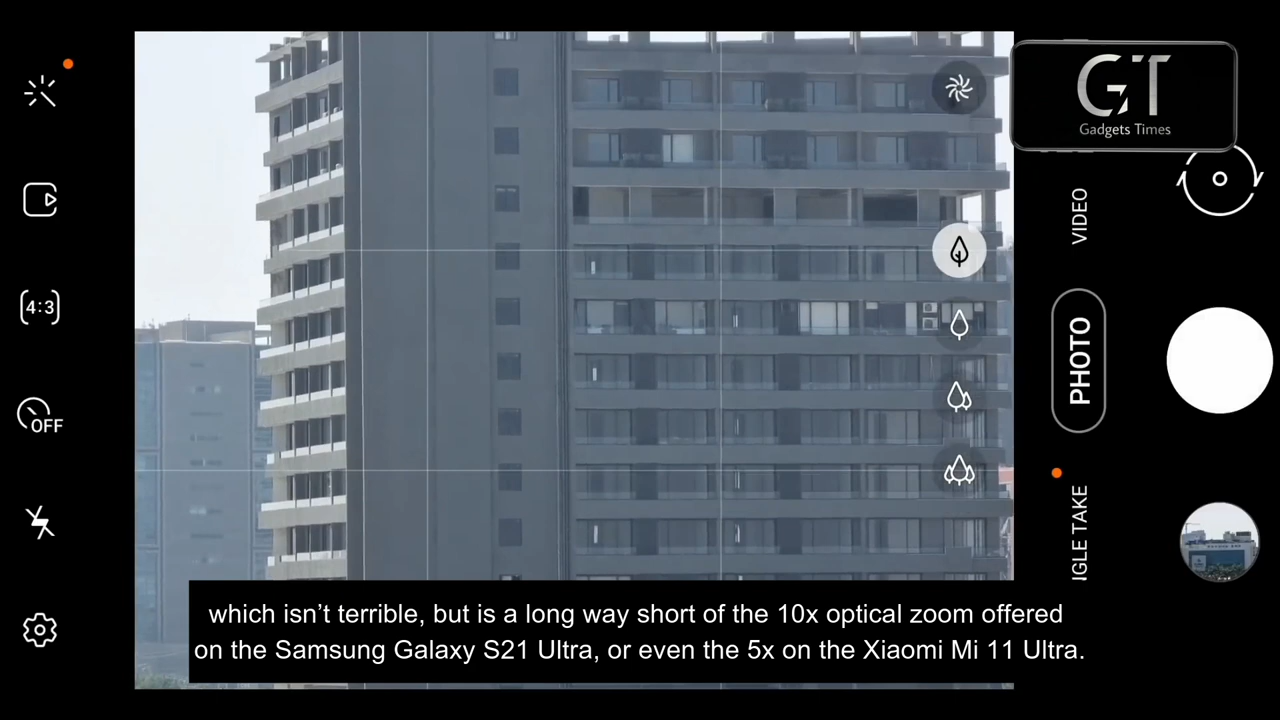 GT
Gadgets Times
VIDEO
4:3
PHOTO
OFF
IGLE TAKE
which isn’t terrible, but is a long way short of the 10x optical zoom offered
on the Samsung Galaxy S21 Ultra, or even the 5x on the Xiaomi Mi 11 Ultra.